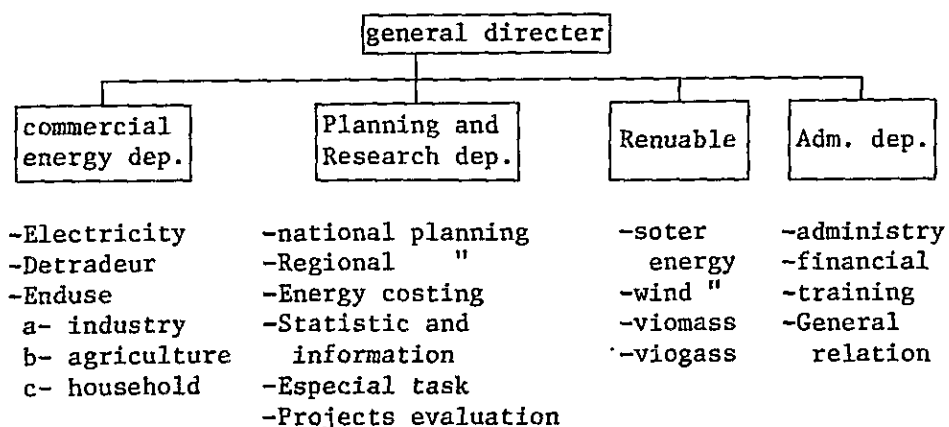 general directer
commercial
energy dep.
Planning and
Research dep.
Renuable
Adm. dep.
-Electricity
-Detradeur
-Enduse
a- industry
b- agriculture
c- household
-national planning
-Regional "
-Energy costing
-Statistic and
information
-Especial task
-Projects evaluation
-soter
energy
-wind "
-viomass
-viogass
-administry
-financial
-training
-General
relation